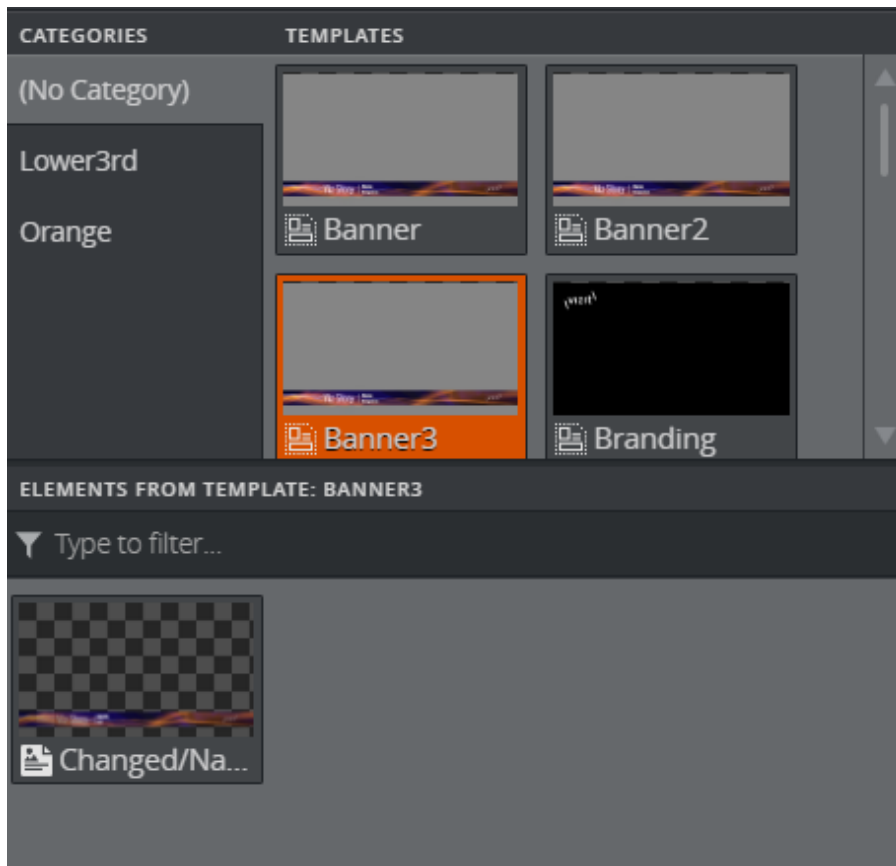 CATEGORIES
TEMPLATES
(No Category)
Lower3rd
Orange
Banner
Banner2
Banner3
Branding
ELEMENTS FROM TEMPLATE: BANNER3
Type to filter...
Changed/Na...